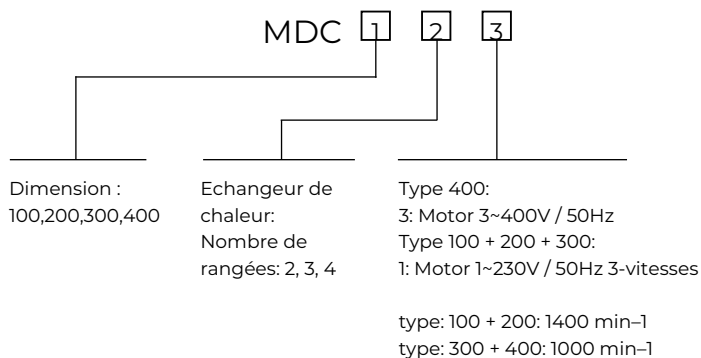 MDC 1 2 3
Dimension :
100,200,300,400
Echangeur de
chaleur:
Nombre de
rangées: 2, 3, 4
Type 400:
3: Motor 3~400V / 50Hz
Type 100 + 200 + 300:
1: Motor 1~230V / 50Hz 3-vitesses
type: 100 + 200: 1400 min–1
type: 300 + 400: 1000 min–1